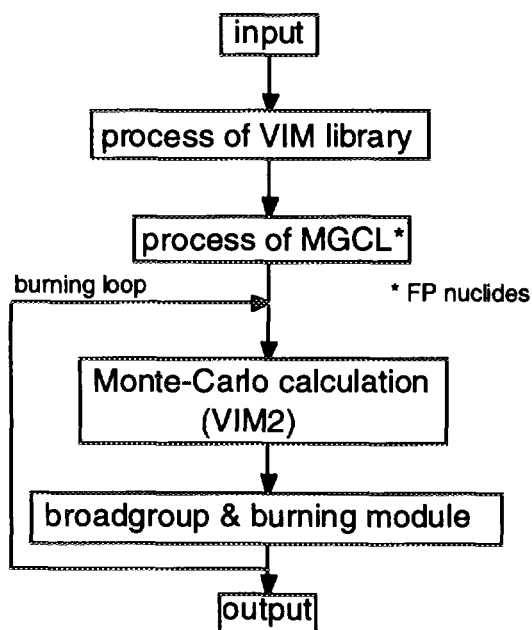 input
process of VIM library
process of MGCL*
burning loop
* FP nuclides
Monte-Carlo calculation
(VIM2)
broadgroup & burning module
output